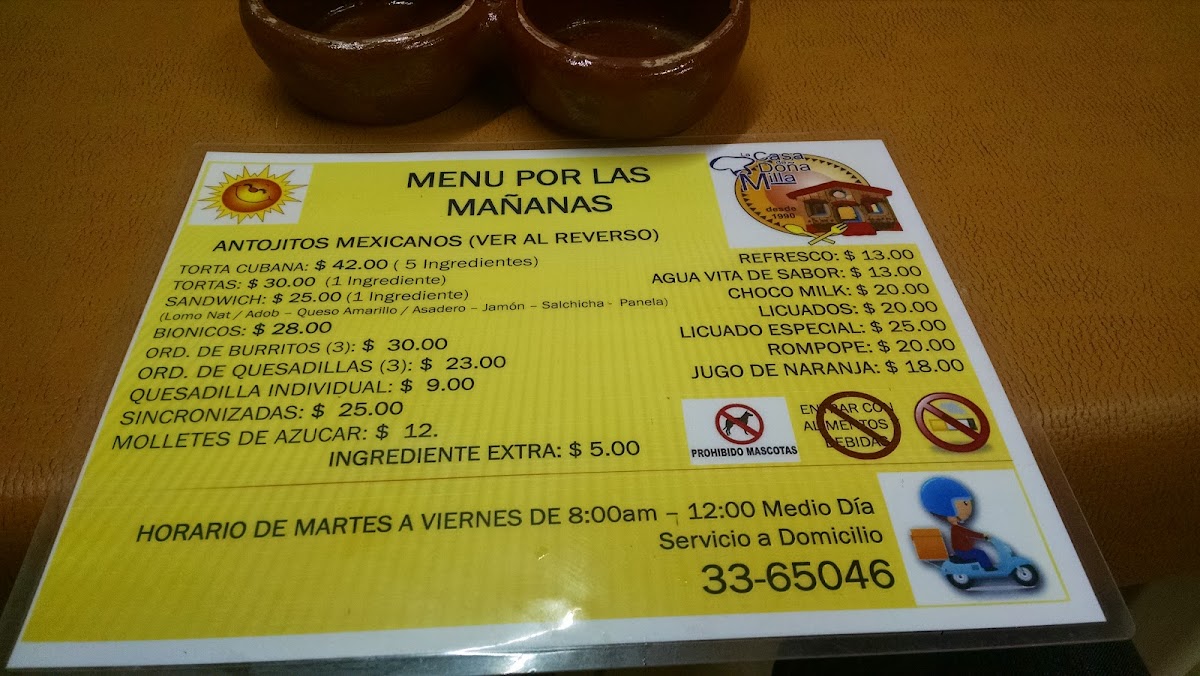 MENU POR LAS
MAÑANAS
La Casa
de
Doña
Milla
desde
1990
ANTOJITOS MEXICANOS (VER AL REVERSO)
TORTA CUBANA: $ 42.00 ( 5 Ingredientes)
TORTAS: $ 30.00 (1 Ingrediente)
SANDWICH: $ 25.00 (1 Ingrediente)
(Lomo Nat / Adob – Queso Amarillo / Asadero – Jamón – Salchicha - Panela)
BIONICOS: $ 28.00
ORD. DE BURRITOS (3): $ 30.00
ORD. DE QUESADILLAS (3): $ 23.00
QUESADILLA INDIVIDUAL: $ 9.00
SINCRONIZADAS: $ 25.00
MOLLETES DE AZUCAR: $ 12.
INGREDIENTE EXTRA: $ 5.00
REFRESCO: $ 13.00
AGUA VITA DE SABOR: $ 13.00
CHOCO MILK: $ 20.00
LICUADOS: $ 20.00
LICUADO ESPECIAL: $ 25.00
ROMPOPE: $ 20.00
JUGO DE NARANJA: $ 18.00
PROHIBIDO MASCOTAS
ENTRAR CON
ALIMENTOS
BEBIDAS
HORARIO DE MARTES A VIERNES DE 8:00am – 12:00 Medio Día
Servicio a Domicilio
33-65046